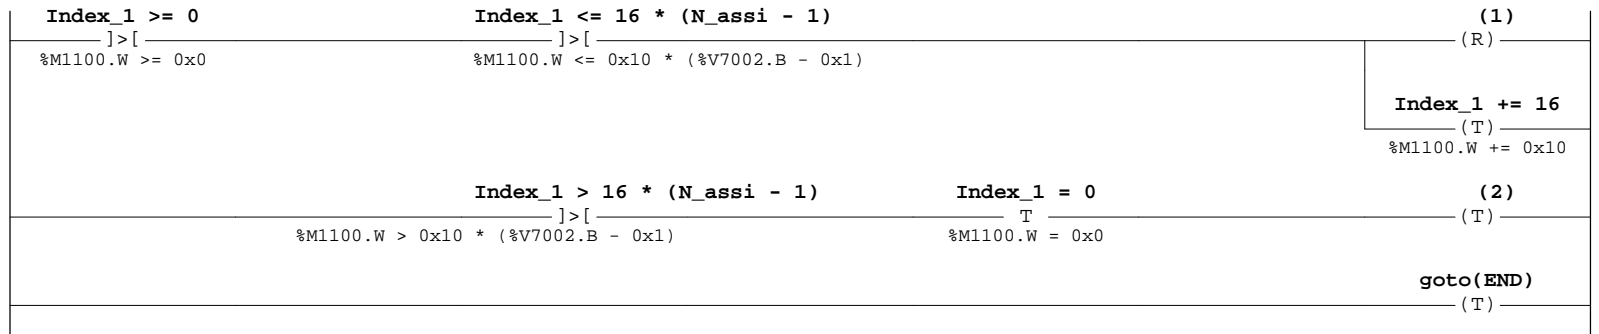 Index_1 >= 0 Index_1 <= 16 * (N_assi - 1) (1)
]>[ ]>[ (R)
%M1100.W >= 0x0 %M1100.W <= 0x10 * (%V7002.B - 0x1)
Index_1 += 16
(T)
%M1100.W += 0x10
Index_1 > 16 * (N_assi - 1) Index_1 = 0 (2)
]>[ T (T)
%M1100.W > 0x10 * (%V7002.B - 0x1) %M1100.W = 0x0
goto(END)
(T)